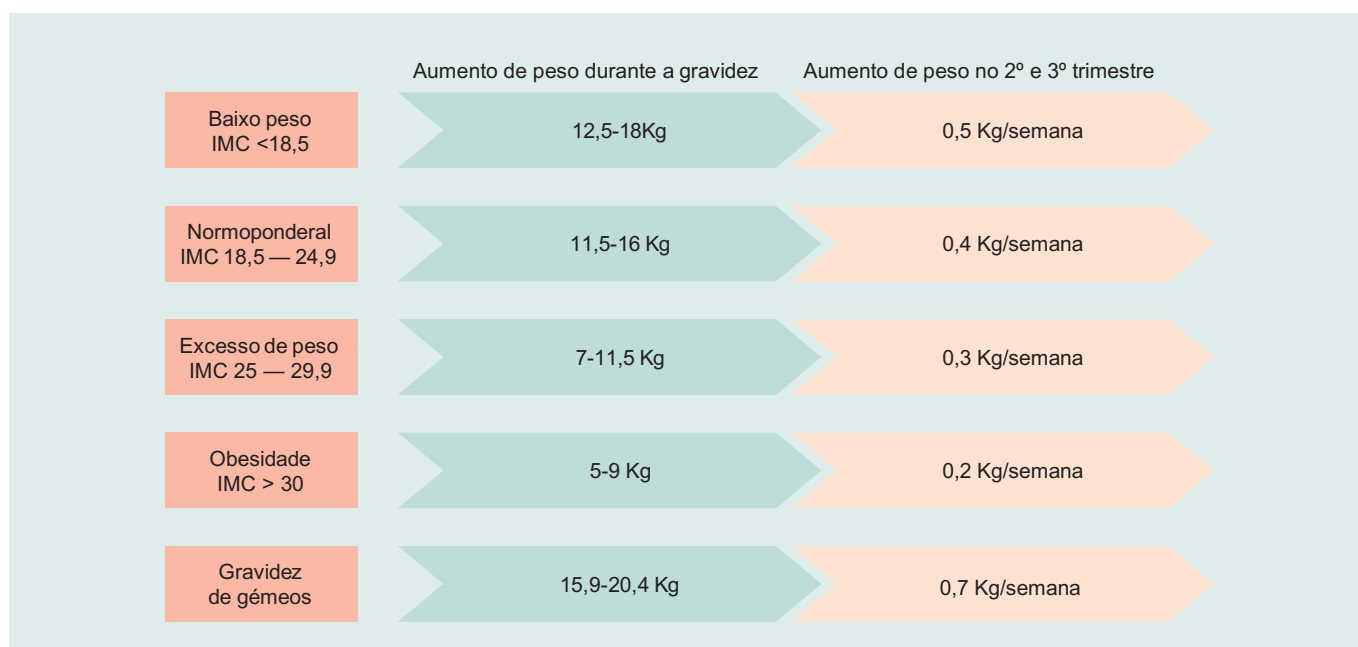 Aumento de peso durante a gravidez
Aumento de peso no 2º e 3º trimestre
Baixo peso
IMC <18,5
12,5-18Kg
0,5 Kg/semana
Normoponderal
IMC 18,5 — 24,9
11,5-16 Kg
0,4 Kg/semana
Excesso de peso
IMC 25 — 29,9
7-11,5 Kg
0,3 Kg/semana
Obesidade
IMC > 30
5-9 Kg
0,2 Kg/semana
Gravidez
de gémeos
15,9-20,4 Kg
0,7 Kg/semana